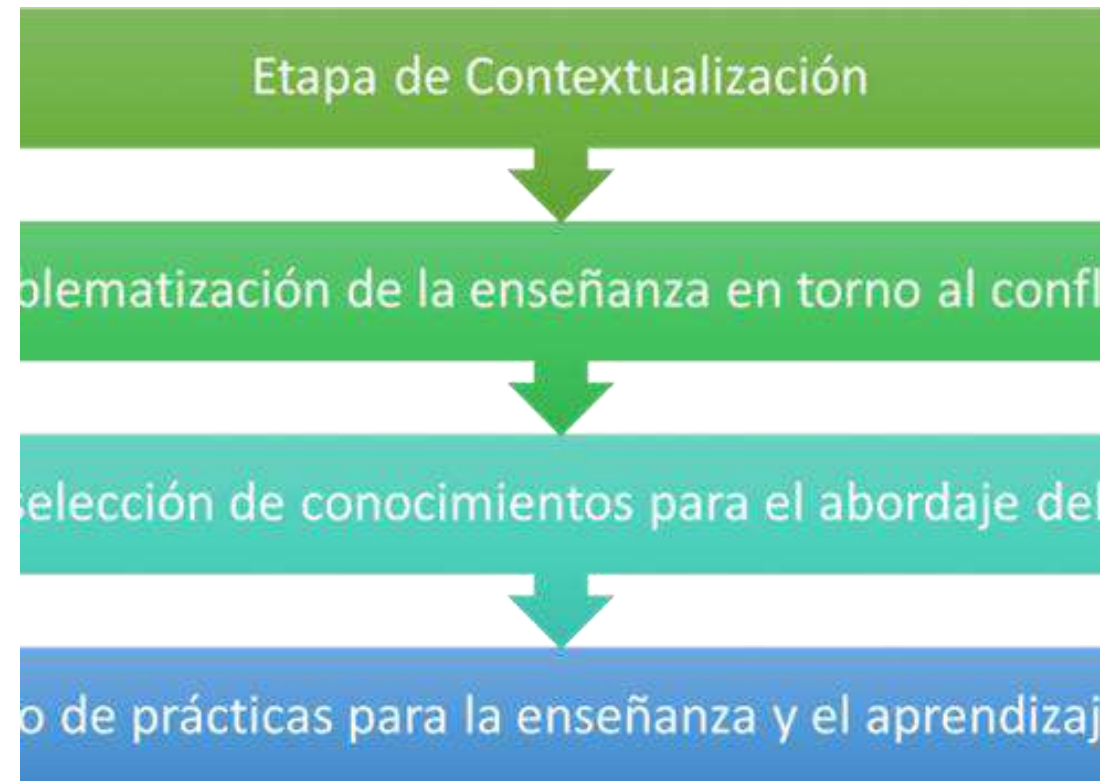 Etapa de Contextualización
blematización de la enseñanza en torno al confl
selección de conocimientos para el abordaje del
o de prácticas para la enseñanza y el aprendizaj